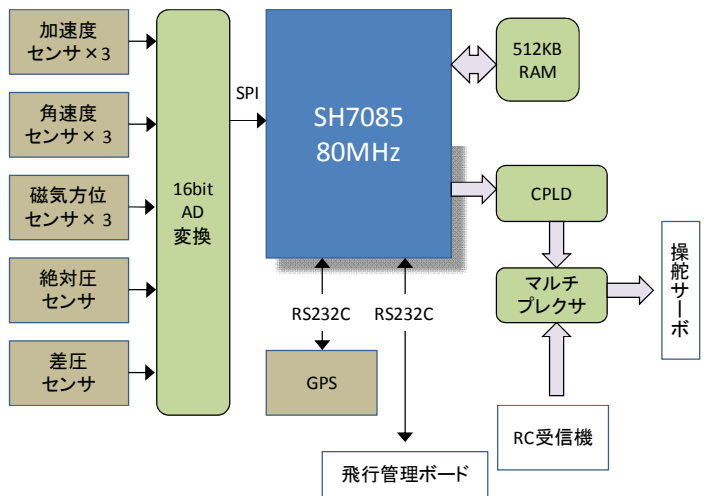 加速度
センサ×3
角速度
センサ×3
磁気方位
センサ×3
絶対圧
センサ
差圧
センサ
16bit
AD
変換
SPI
SH7085
80MHz
512KB
RAM
CPLD
マルチ
プレクサ
操舵サーボ
RS232C
RS232C
GPS
RC受信機
飛行管理ボード